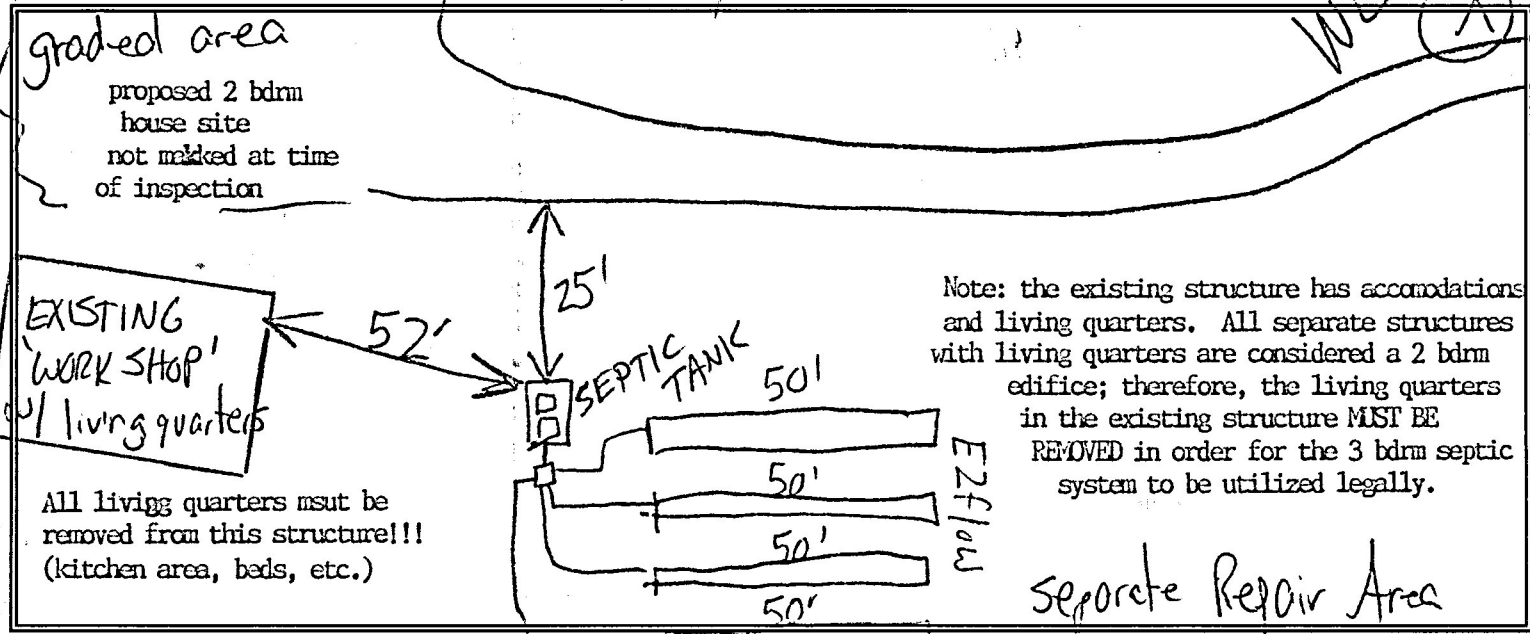 graded area
proposed 2 bdrm
house site
not makked at time
of inspection
EXISTING
'WORK SHOP'
w/ living quarters
52'
25'
SEPTIC
TANK
50'
50'
50'
50'
E2flow
All living quarters msut be
removed from this structure!!!
(kitchen area, beds, etc.)
Note: the existing structure has accomodations
and living quarters. All separate structures
with living quarters are considered a 2 bdrm
edifice; therefore, the living quarters
in the existing structure MUST BE
REMOVED in order for the 3 bdrm septic
system to be utilized legally.
Separate Repair Area